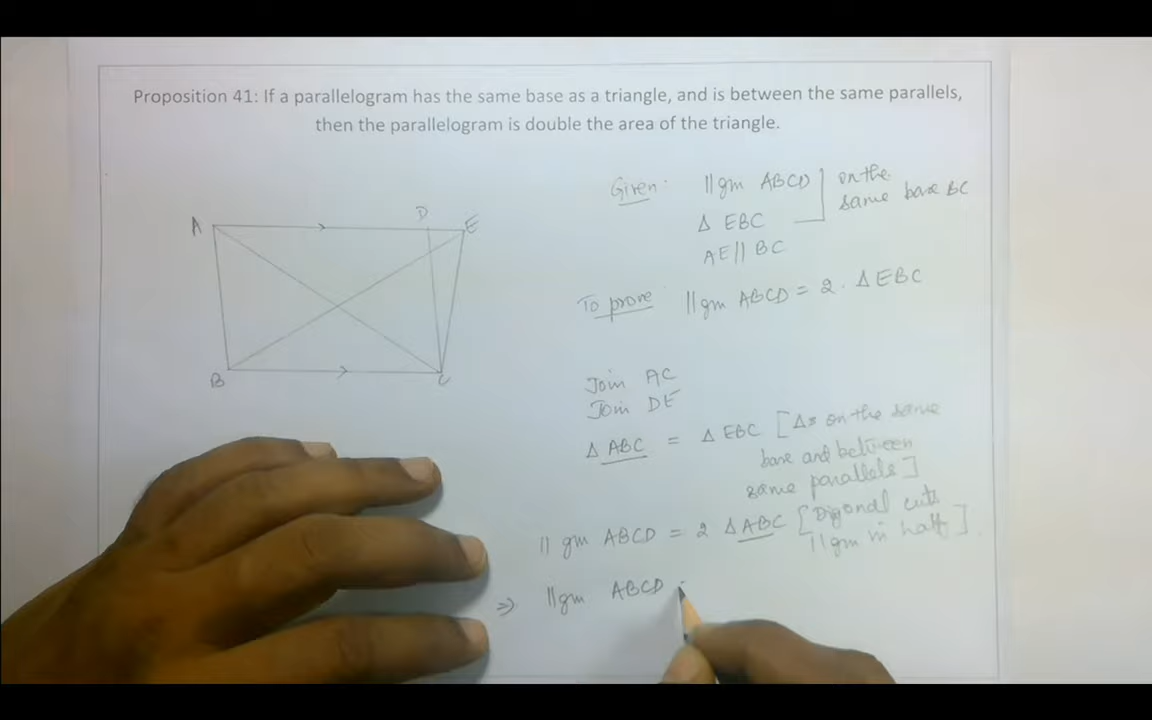 Proposition 41: If a parallelogram has the same base as a triangle, and is between the same parallels,
then the parallelogram is double the area of the triangle.
A
D
E
B
C
Given: ||gm ABCD
on the
same base BC
Δ EBC
AE || BC
To prove ||gm ABCD = 2 . Δ EBC
Join AC
Join DE
Δ ABC = Δ EBC [Δs on the same
base and between
same parallels]
|| gm ABCD = 2 Δ ABC [Digonal cuts
||gm in half].
⇒ ||gm ABCD